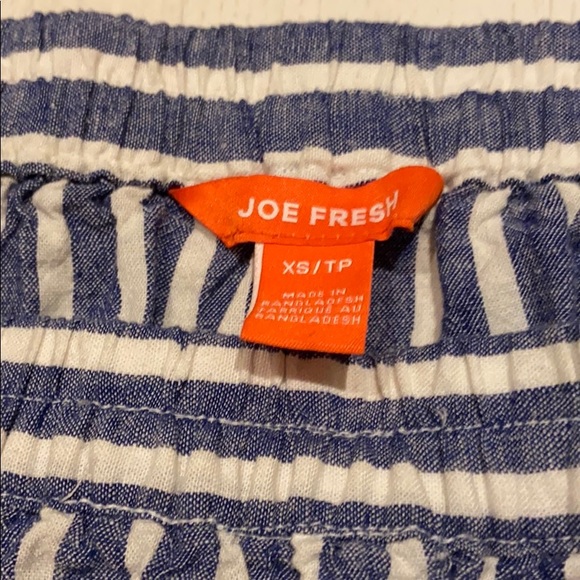 JOE FRESH
XS/TP
MADE IN
BANGLADESH
FABRIQUÉ AU
BANGLADESH